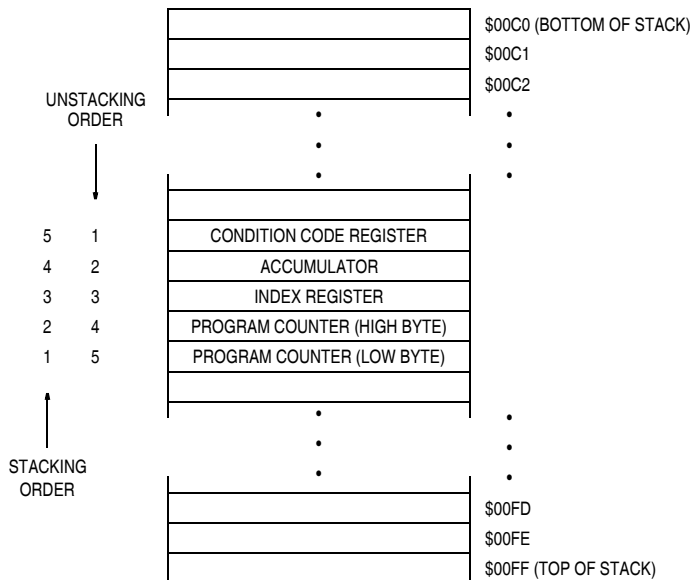 $00C0 (BOTTOM OF STACK)
$00C1
$00C2
UNSTACKING
ORDER
5 1 CONDITION CODE REGISTER
4 2 ACCUMULATOR
3 3 INDEX REGISTER
2 4 PROGRAM COUNTER (HIGH BYTE)
1 5 PROGRAM COUNTER (LOW BYTE)
STACKING
ORDER
$00FD
$00FE
$00FF (TOP OF STACK)